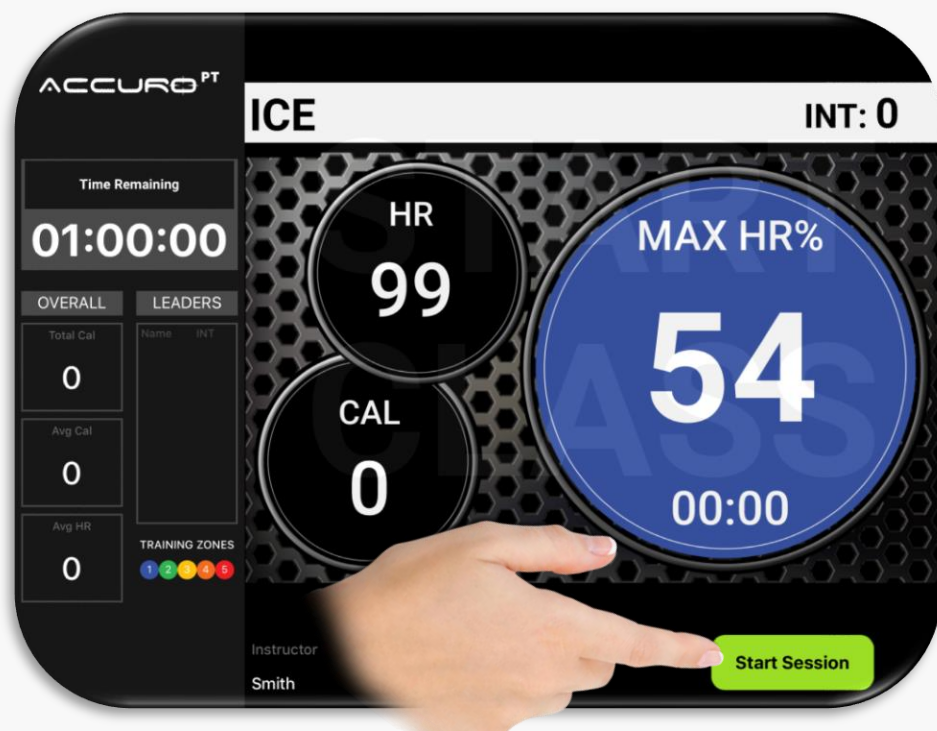 ACCURO PT
Time Remaining
01:00:00
OVERALL
LEADERS
Total Cal
0
Name INT
Avg Cal
0
Avg HR
0
TRAINING ZONES
1 2 3 4 5
ICE
INT: 0
START
CLASS
HR
99
CAL
0
MAX HR%
54
00:00
Instructor
Smith
Start Session